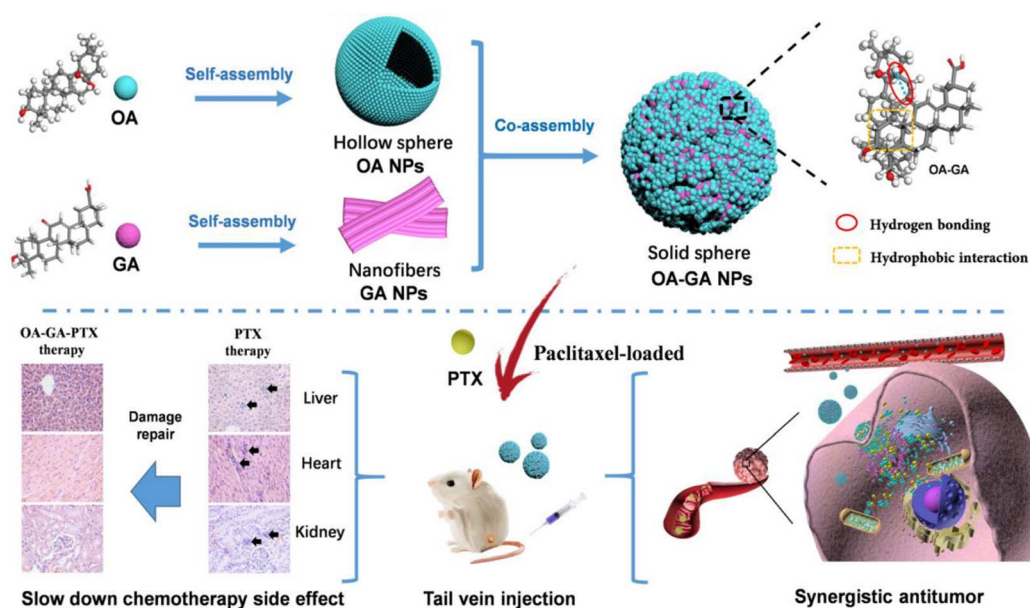 OA
Self-assembly
Hollow sphere
OA NPs
GA
Self-assembly
Nanofibers
GA NPs
Co-assembly
Solid sphere
OA-GA NPs
OA-GA
Hydrogen bonding
Hydrophobic interaction
OA-GA-PTX
therapy
Damage
repair
PTX
therapy
Liver
Heart
Kidney
Slow down chemotherapy side effect
PTX
Paclitaxel-loaded
Tail vein injection
Synergistic antitumor